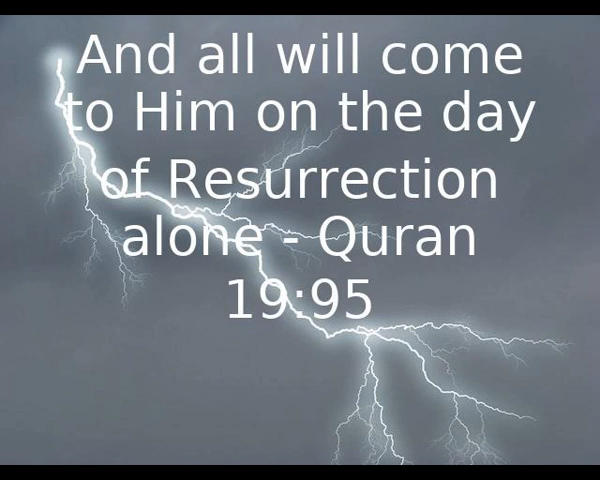 And all will come
to Him on the day
of Resurrection
alone - Quran
19:95